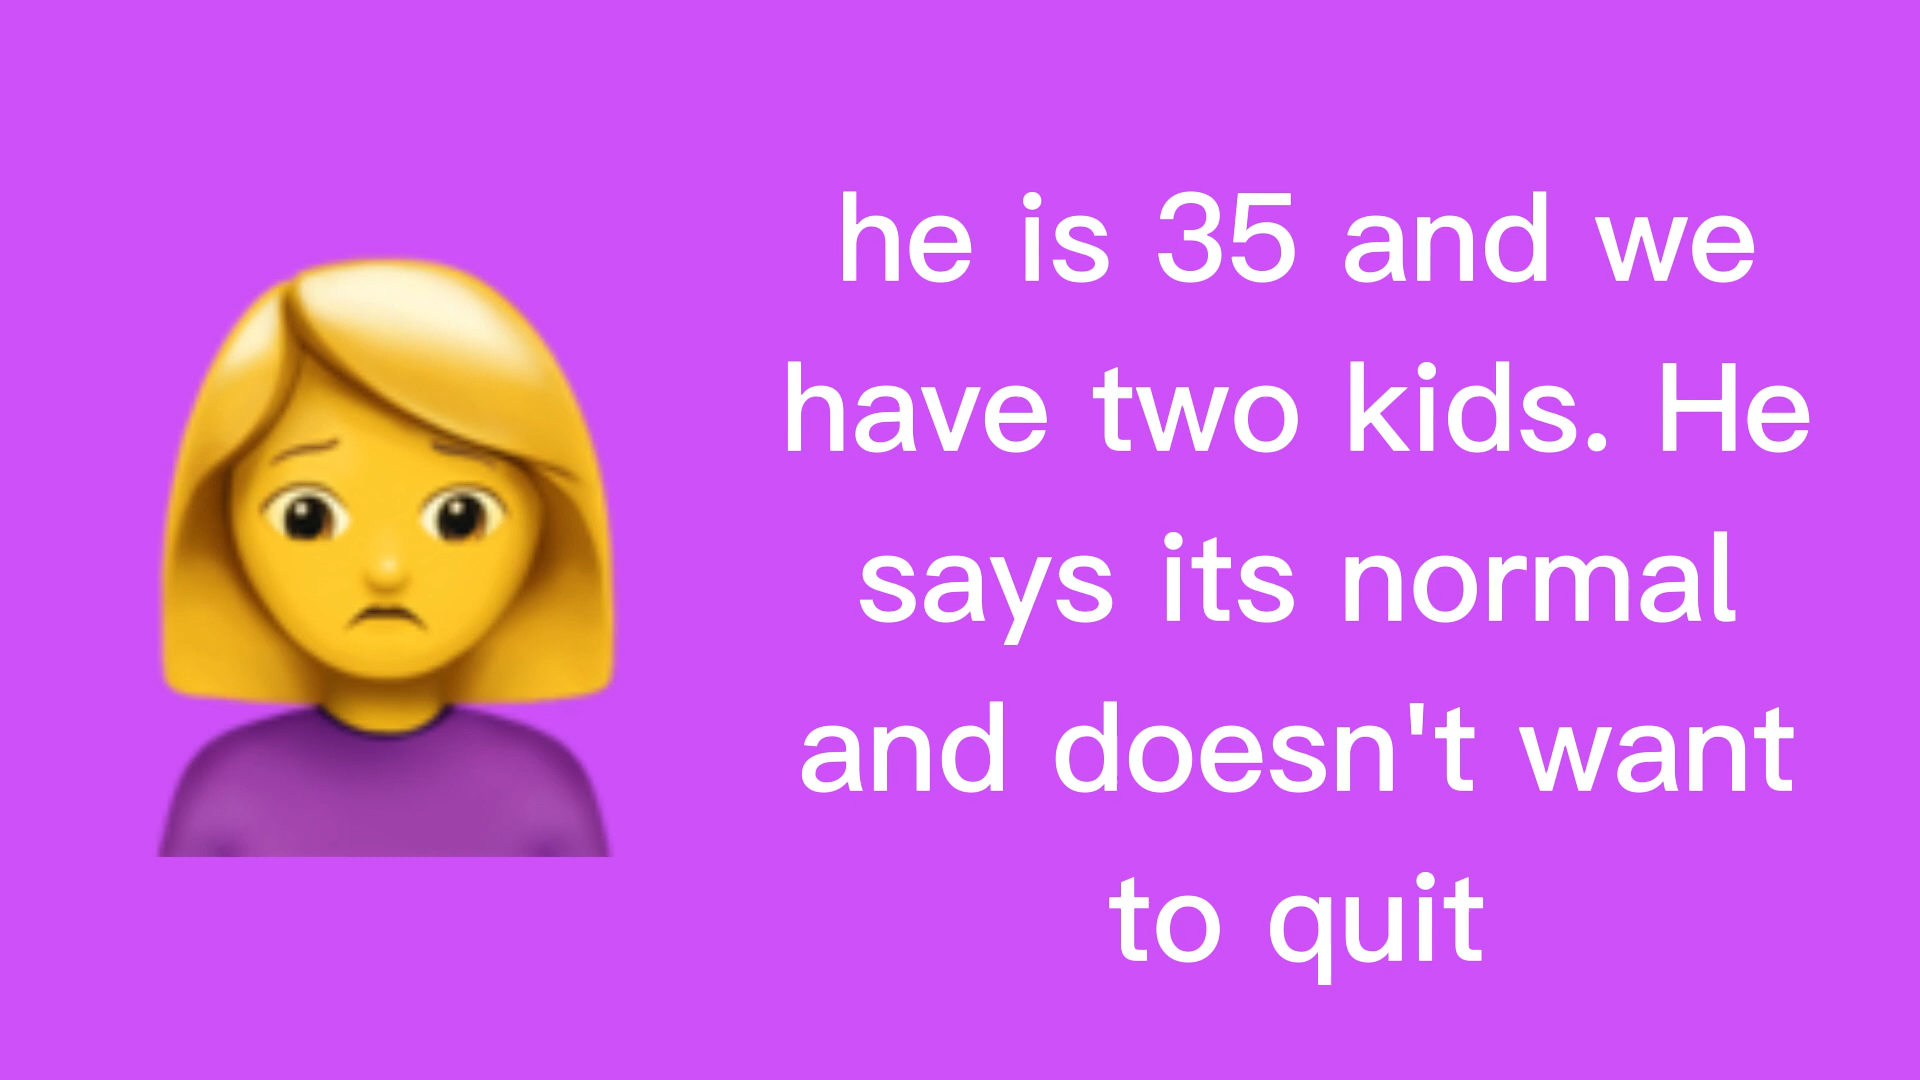 he is 35 and we
have two kids. He
says its normal
and doesn't want
to quit